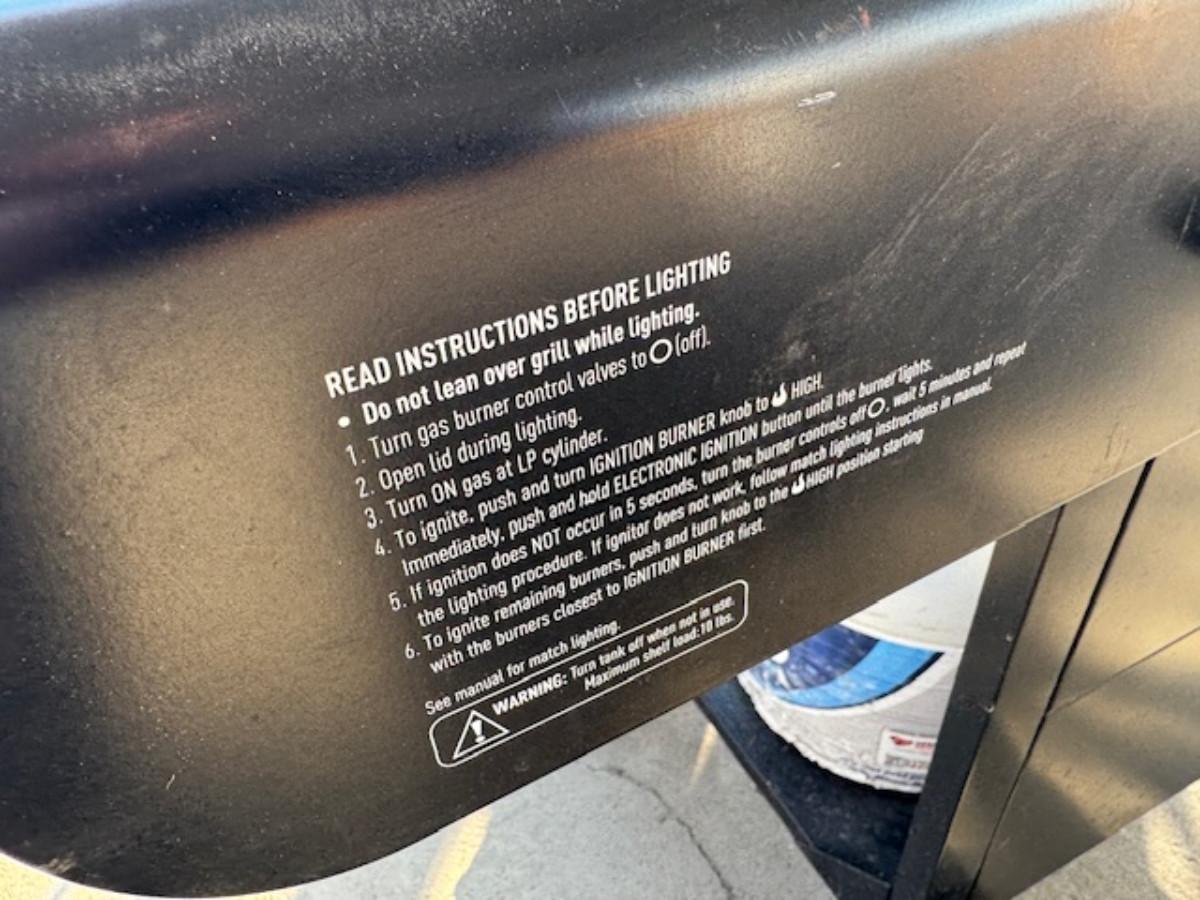 READ INSTRUCTIONS BEFORE LIGHTING
• Do not lean over grill while lighting.
1. Turn gas burner control valves to O (off).
2. Open lid during lighting.
3. Turn ON gas at LP cylinder.
4. To ignite, push and turn IGNITION BURNER knob to HIGH.
Immediately, push and hold ELECTRONIC IGNITION button until the burner lights.
5. If ignition does NOT occur in 5 seconds, turn the burner controls off O, wait 5 minutes and repeat
the lighting procedure. If ignitor does not work, follow match lighting instructions in manual.
6. To ignite remaining burners, push and turn knob to the HIGH position starting
with the burners closest to IGNITION BURNER first.
See manual for match lighting.
WARNING: Turn tank off when not in use.
Maximum shelf load: 10 lbs.